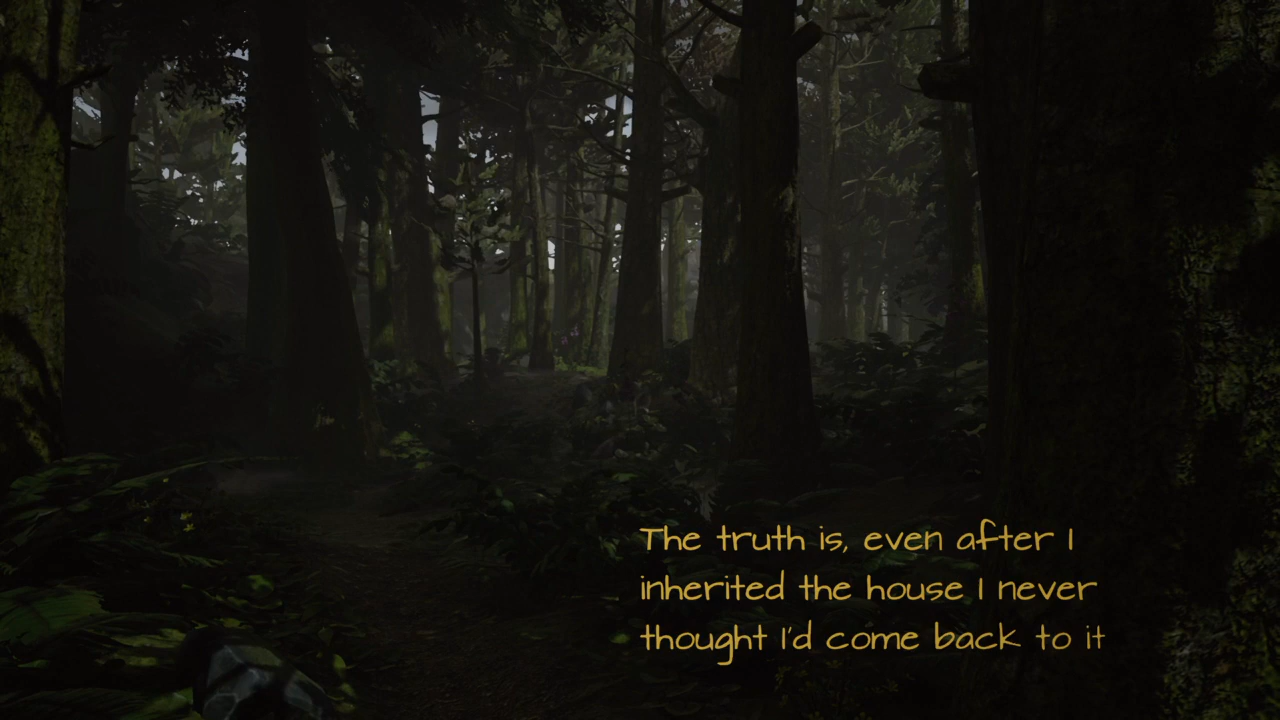 The truth is, even after I
inherited the house I never
thought I'd come back to it